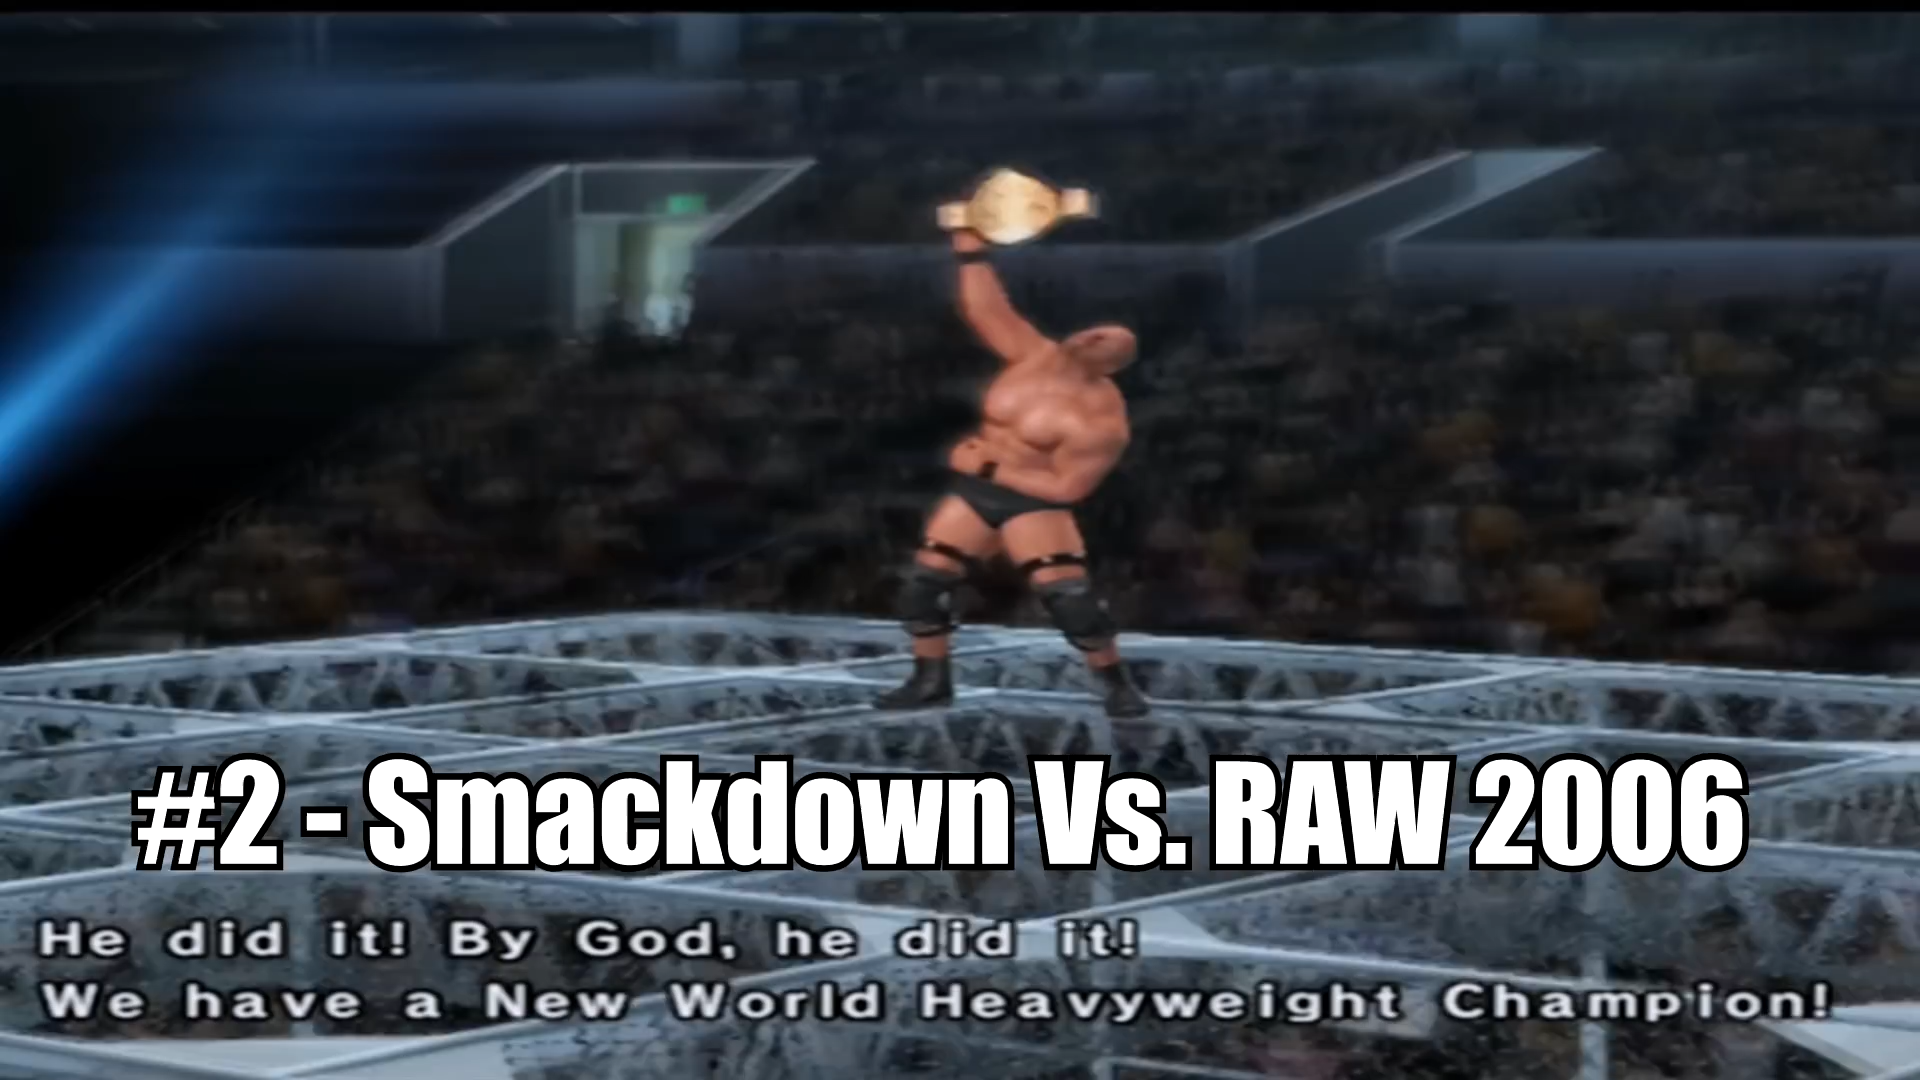 #2 - Smackdown Vs. RAW 2006
He did it! By God, he did it!
We have a New World Heavyweight Champion!